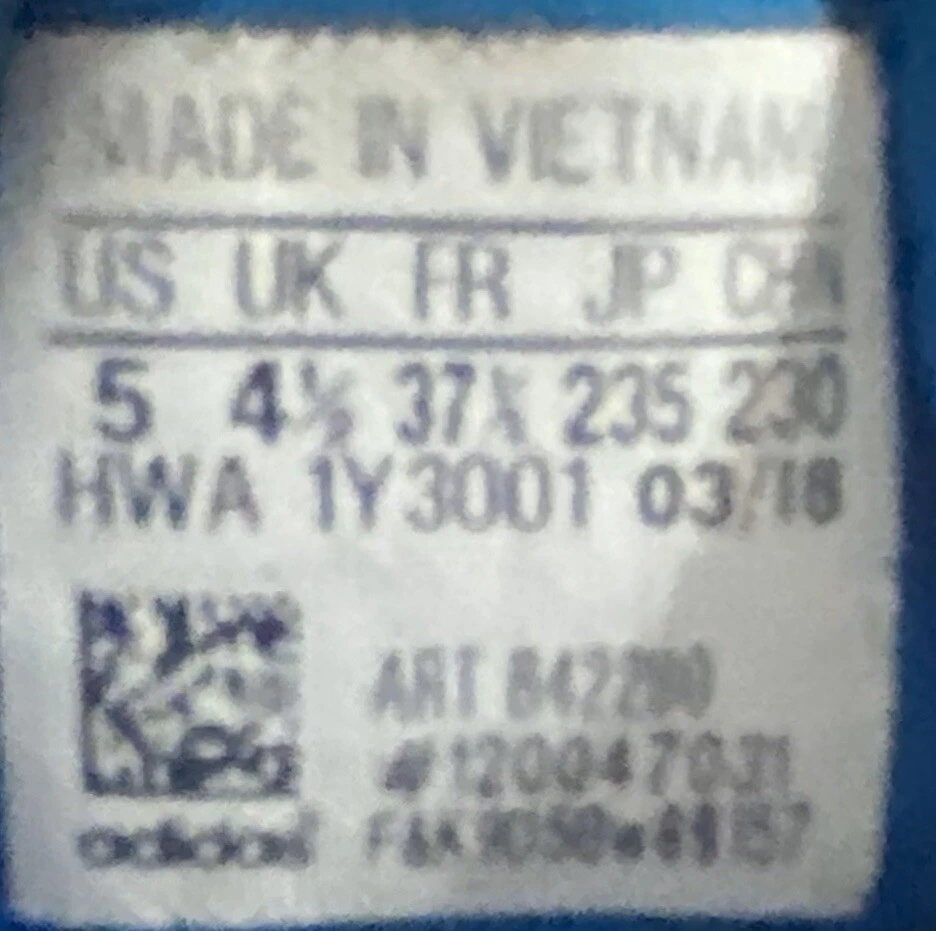 MADE IN VIETNAM
US UK FR JP CHN
5 4½ 37⅓ 235 230
HWA 1Y3001 03/18
ART
adidas